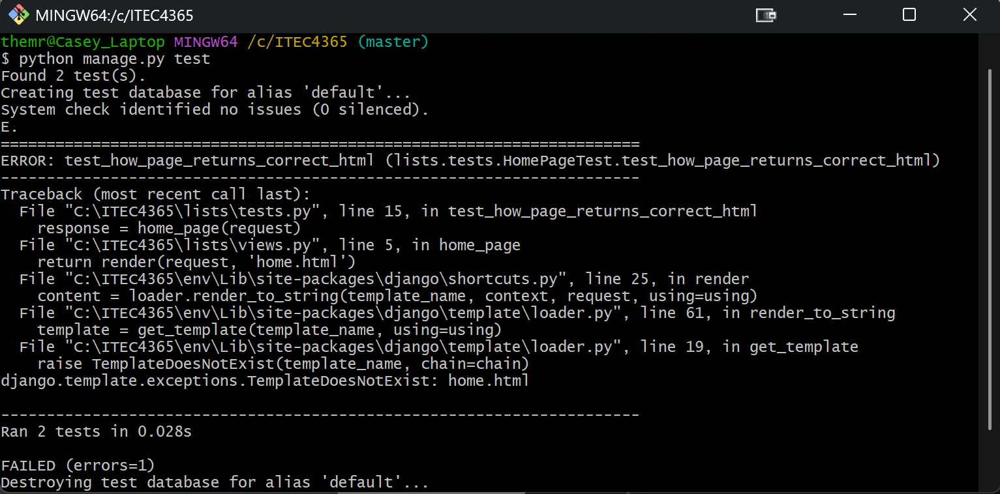 MINGW64:/c/ITEC4365
themr@Casey_Laptop MINGW64 /c/ITEC4365 (master)
$ python manage.py test
Found 2 test(s).
Creating test database for alias 'default'...
System check identified no issues (0 silenced).
E.
======================================================================
ERROR: test_how_page_returns_correct_html (lists.tests.HomePageTest.test_how_page_returns_correct_html)
----------------------------------------------------------------------
Traceback (most recent call last):
  File "C:\ITEC4365\lists\tests.py", line 15, in test_how_page_returns_correct_html
    response = home_page(request)
  File "C:\ITEC4365\lists\views.py", line 5, in home_page
    return render(request, 'home.html')
  File "C:\ITEC4365\env\Lib\site-packages\django\shortcuts.py", line 25, in render
    content = loader.render_to_string(template_name, context, request, using=using)
  File "C:\ITEC4365\env\Lib\site-packages\django\template\loader.py", line 61, in render_to_string
    template = get_template(template_name, using=using)
  File "C:\ITEC4365\env\Lib\site-packages\django\template\loader.py", line 19, in get_template
    raise TemplateDoesNotExist(template_name, chain=chain)
django.template.exceptions.TemplateDoesNotExist: home.html
----------------------------------------------------------------------
Ran 2 tests in 0.028s
FAILED (errors=1)
Destroying test database for alias 'default'...